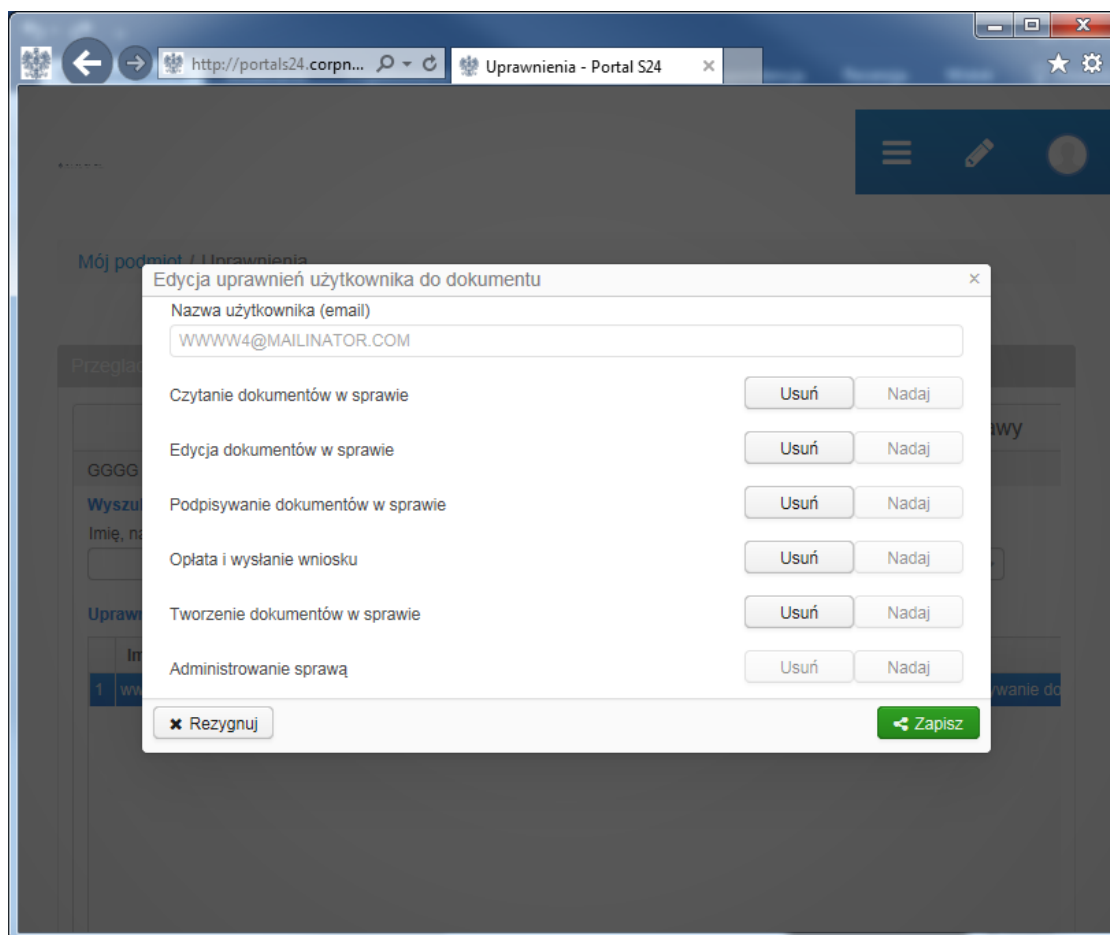 http://portals24.corpn...
Uprawnienia - Portal S24
Mój podmiot / Uprawnienia
Edycja uprawnień użytkownika do dokumentu
Nazwa użytkownika (email)
WWWW4@MAILINATOR.COM
Czytanie dokumentów w sprawie Usuń Nadaj
Edycja dokumentów w sprawie Usuń Nadaj
Podpisywanie dokumentów w sprawie Usuń Nadaj
Opłata i wysłanie wniosku Usuń Nadaj
Tworzenie dokumentów w sprawie Usuń Nadaj
Administrowanie sprawą Usuń Nadaj
Rezygnuj Zapisz
GGGG
1